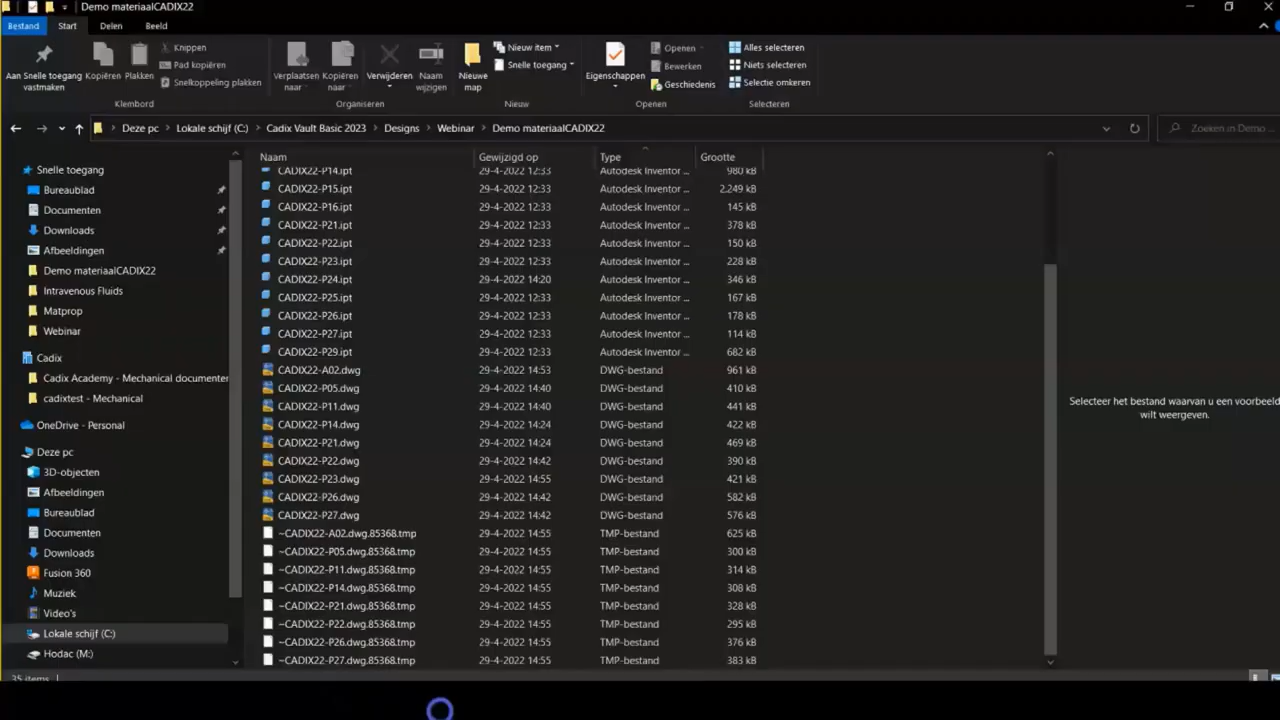 Demo materiaalCADIX22
Bestand Start Delen Beeld
Aan Snelle toegang vastmaken
Kopiëren
Plakken
Knippen
Pad kopiëren
Snelkoppeling plakken
Klembord
Verplaatsen naar
Kopiëren naar
Verwijderen
Naam wijzigen
Organiseren
Nieuwe map
Nieuw item
Snelle toegang
Nieuw
Eigenschappen
Openen
Bewerken
Geschiedenis
Openen
Alles selecteren
Niets selecteren
Selectie omkeren
Selecteren
Deze pc Lokale schijf (C:) Cadix Vault Basic 2023 Designs Webinar Demo materiaalCADIX22
Zoeken in Demo ...
Snelle toegang
Bureaublad
Documenten
Downloads
Afbeeldingen
Demo materiaalCADIX22
Intravenous Fluids
Matprop
Webinar
Cadix
Cadix Academy - Mechanical documenter
cadixtest - Mechanical
OneDrive - Personal
Deze pc
3D-objecten
Afbeeldingen
Bureaublad
Documenten
Downloads
Fusion 360
Muziek
Video's
Lokale schijf (C:)
Hodac (M:)
Naam Gewijzigd op Type Grootte
CADIX22-P14.ipt 29-4-2022 12:33 Autodesk Inventor ... 980 kB
CADIX22-P15.ipt 29-4-2022 12:33 Autodesk Inventor ... 2.249 kB
CADIX22-P16.ipt 29-4-2022 12:33 Autodesk Inventor ... 145 kB
CADIX22-P21.ipt 29-4-2022 12:33 Autodesk Inventor ... 378 kB
CADIX22-P22.ipt 29-4-2022 12:33 Autodesk Inventor ... 150 kB
CADIX22-P23.ipt 29-4-2022 12:33 Autodesk Inventor ... 228 kB
CADIX22-P24.ipt 29-4-2022 14:20 Autodesk Inventor ... 346 kB
CADIX22-P25.ipt 29-4-2022 12:33 Autodesk Inventor ... 167 kB
CADIX22-P26.ipt 29-4-2022 12:33 Autodesk Inventor ... 178 kB
CADIX22-P27.ipt 29-4-2022 12:33 Autodesk Inventor ... 114 kB
CADIX22-P29.ipt 29-4-2022 12:33 Autodesk Inventor ... 682 kB
CADIX22-A02.dwg 29-4-2022 14:53 DWG-bestand 961 kB
CADIX22-P05.dwg 29-4-2022 14:40 DWG-bestand 410 kB
CADIX22-P11.dwg 29-4-2022 14:40 DWG-bestand 441 kB
CADIX22-P14.dwg 29-4-2022 14:24 DWG-bestand 422 kB
CADIX22-P21.dwg 29-4-2022 14:24 DWG-bestand 469 kB
CADIX22-P22.dwg 29-4-2022 14:42 DWG-bestand 390 kB
CADIX22-P23.dwg 29-4-2022 14:55 DWG-bestand 421 kB
CADIX22-P26.dwg 29-4-2022 14:42 DWG-bestand 582 kB
CADIX22-P27.dwg 29-4-2022 14:42 DWG-bestand 576 kB
~CADIX22-A02.dwg.85368.tmp 29-4-2022 14:55 TMP-bestand 625 kB
~CADIX22-P05.dwg.85368.tmp 29-4-2022 14:55 TMP-bestand 300 kB
~CADIX22-P11.dwg.85368.tmp 29-4-2022 14:55 TMP-bestand 314 kB
~CADIX22-P14.dwg.85368.tmp 29-4-2022 14:55 TMP-bestand 308 kB
~CADIX22-P21.dwg.85368.tmp 29-4-2022 14:55 TMP-bestand 328 kB
~CADIX22-P22.dwg.85368.tmp 29-4-2022 14:55 TMP-bestand 295 kB
~CADIX22-P26.dwg.85368.tmp 29-4-2022 14:55 TMP-bestand 376 kB
~CADIX22-P27.dwg.85368.tmp 29-4-2022 14:55 TMP-bestand 383 kB
Selecteer het bestand waarvan u een voorbeeld
wilt weergeven.
35 items